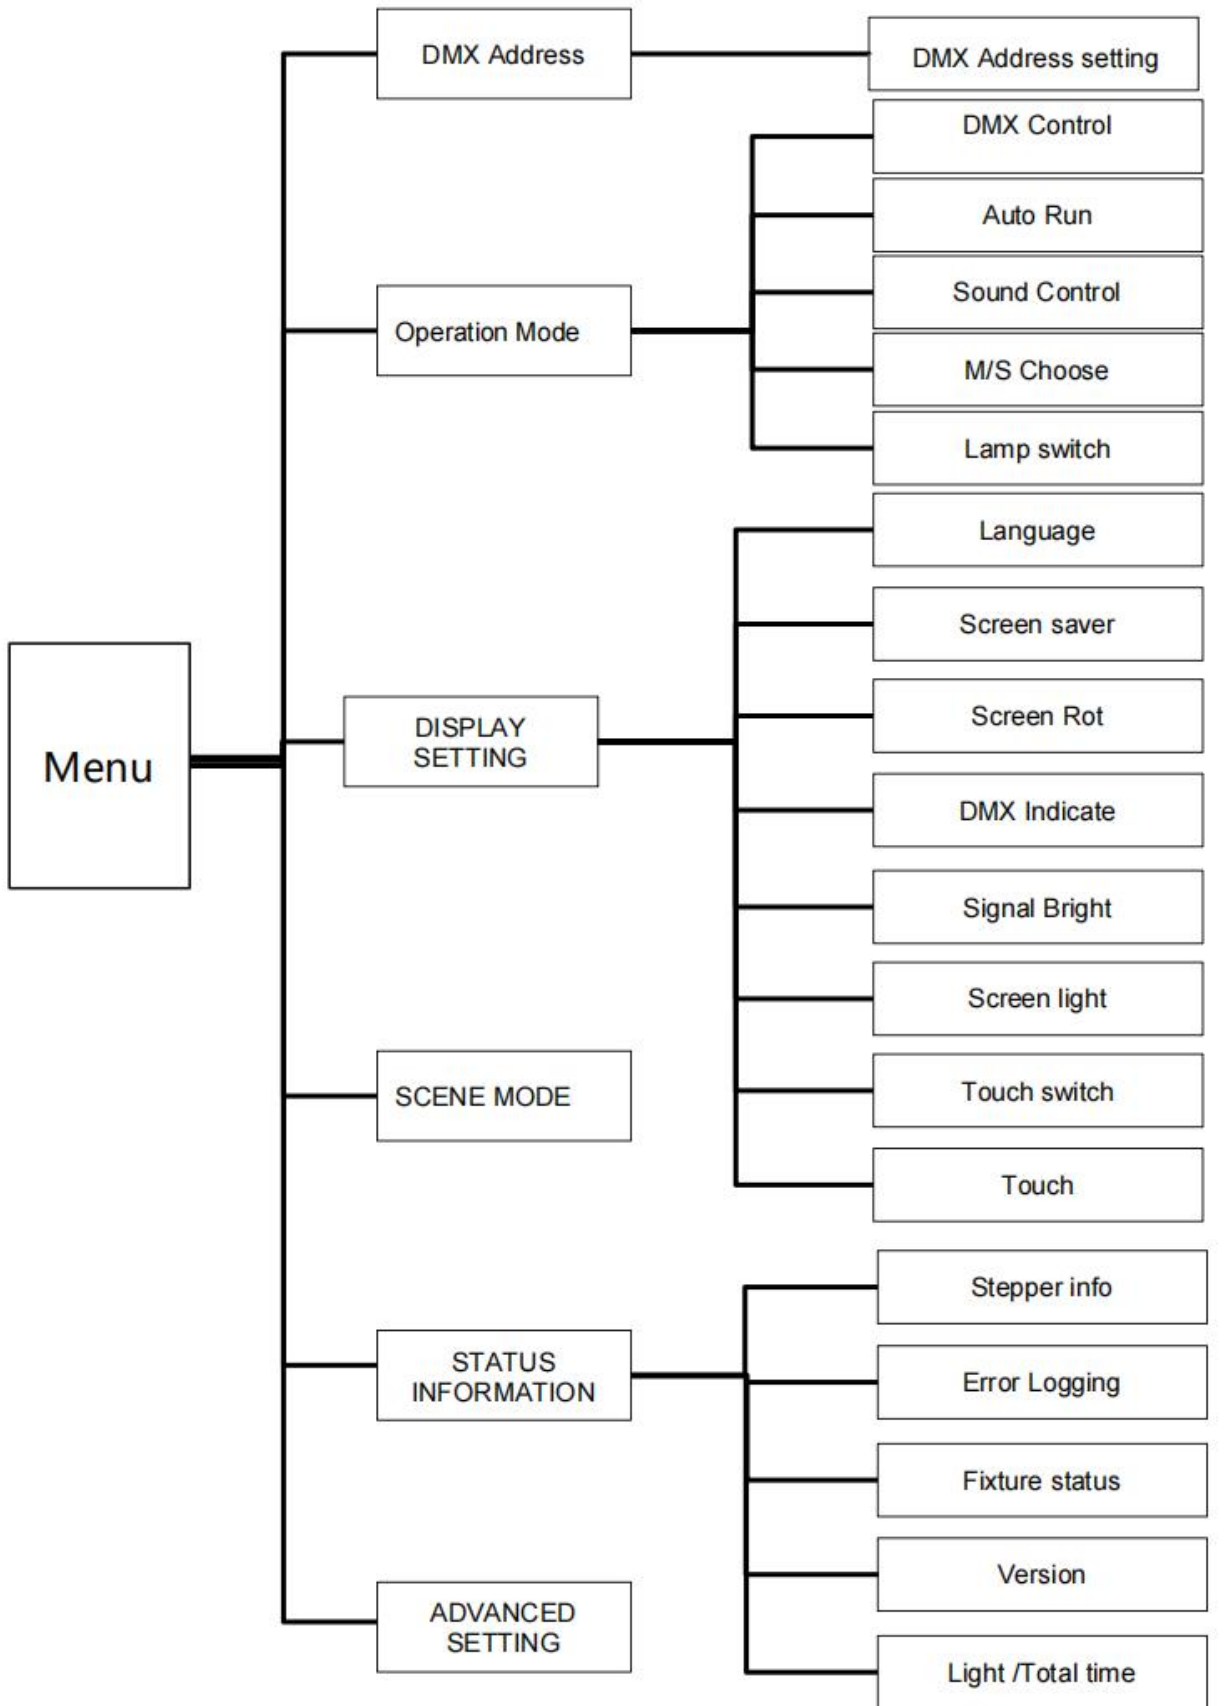 DMX Address
DMX Address setting
DMX Control
Auto Run
Sound Control
Operation Mode
M/S Choose
Lamp switch
Language
Screen saver
Screen Rot
DISPLAY
SETTING
Menu
DMX Indicate
Signal Bright
Screen light
SCENE MODE
Touch switch
Touch
Stepper info
STATUS
INFORMATION
Error Logging
Fixture status
Version
ADVANCED
SETTING
Light /Total time